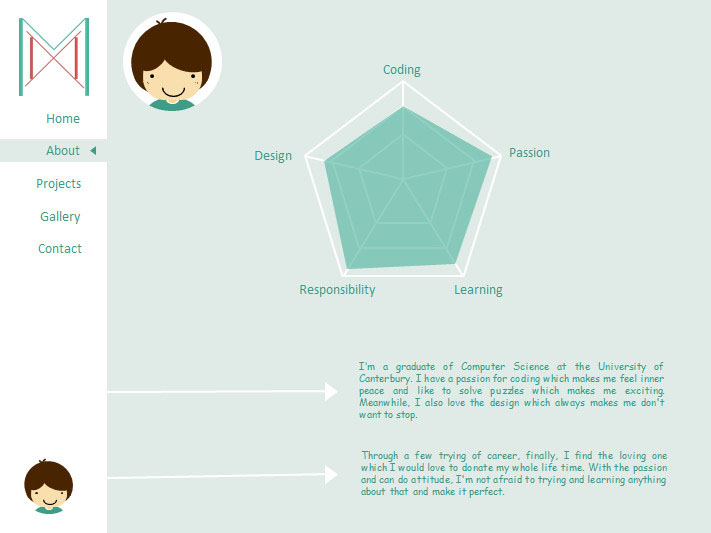 Home
About
Projects
Gallery
Contact
Coding
Design
Passion
Responsibility
Learning
I'm a graduate of Computer Science at the University of
Canterbury. I have a passion for coding which makes me feel inner
peace and like to solve puzzles which makes me exciting.
Meanwhile, I also love the design which always makes me don't
want to stop.
Through a few trying of career, finally, I find the loving one
which I would love to donate my whole life time. With the passion
and can do attitude, I'm not afraid to trying and learning anything
about that and make it perfect.